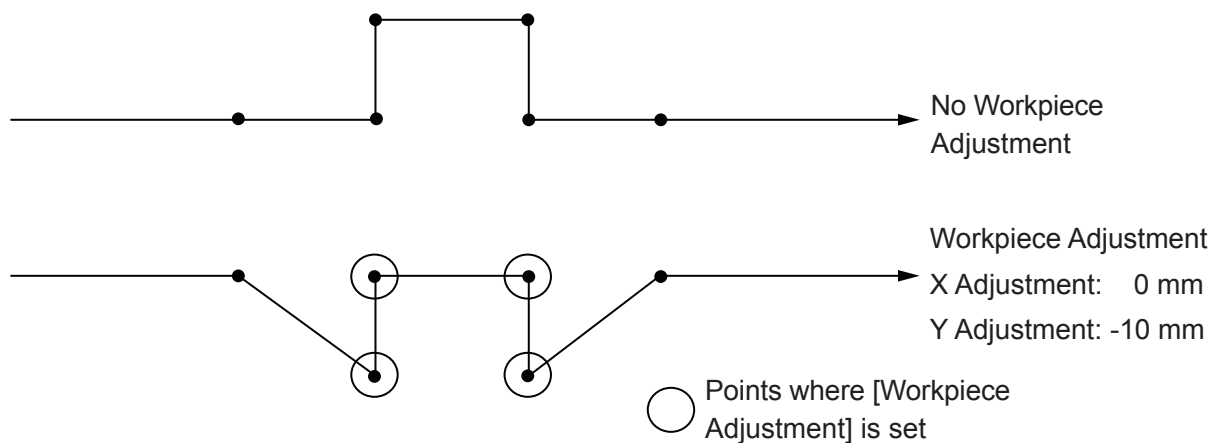 No Workpiece
Adjustment
Workpiece Adjustment
X Adjustment: 0 mm
Y Adjustment: -10 mm
Points where [Workpiece
Adjustment] is set